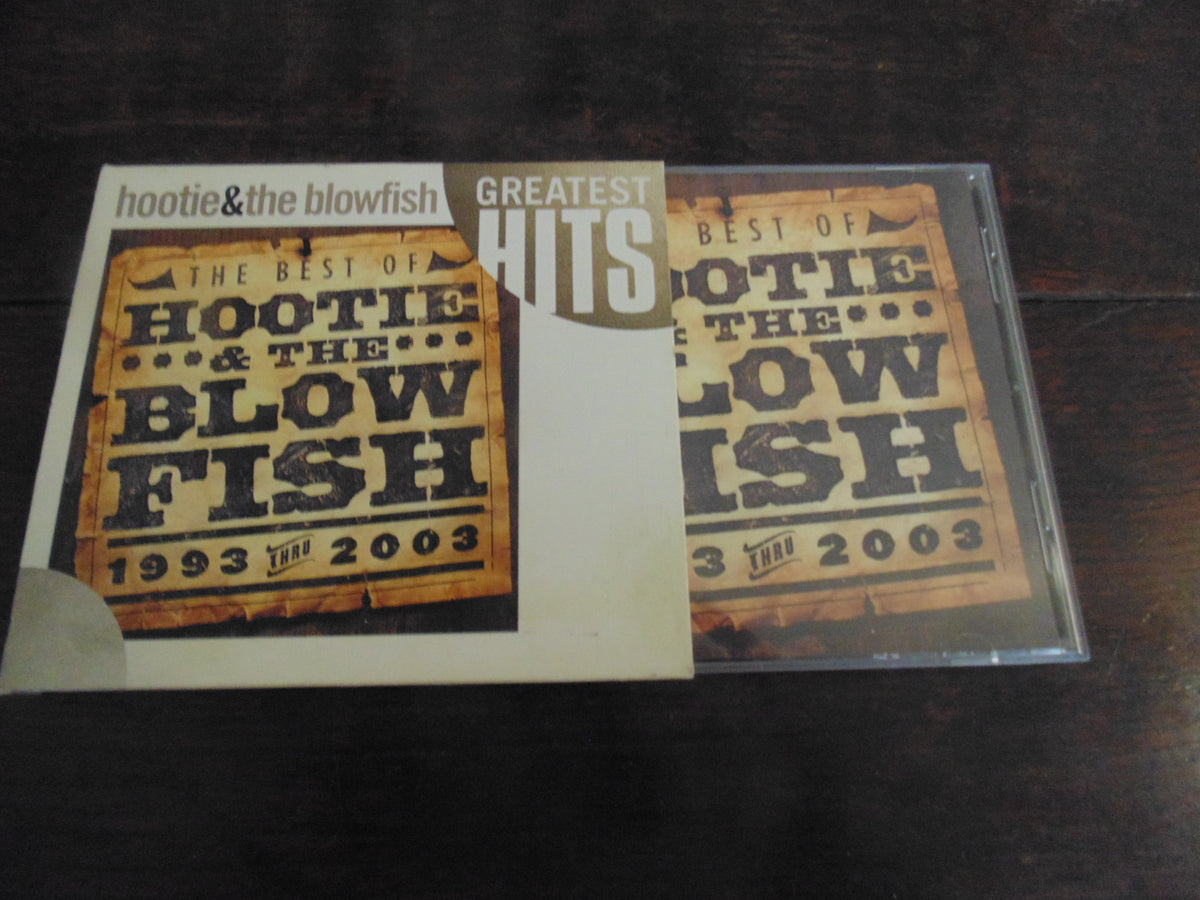 hootie&the blowfish
GREATEST
HITS
THE BEST OF
HOOTIE
& THE
BLOW
FISH
1993 THRU 2003
BEST OF
OOTIE
& THE
LOW
ISH
3 THRU 2003